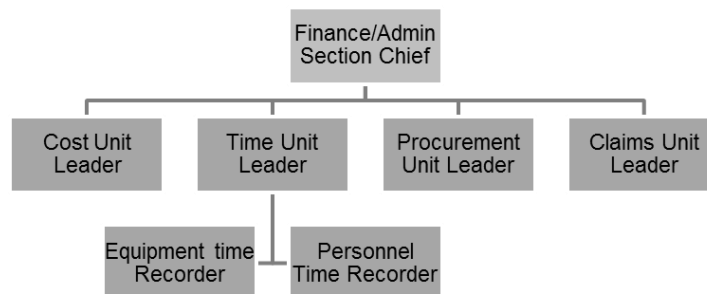 Finance/Admin
Section Chief
Cost Unit
Leader
Time Unit
Leader
Procurement
Unit Leader
Claims Unit
Leader
Equipment time
Recorder
Personnel
Time Recorder